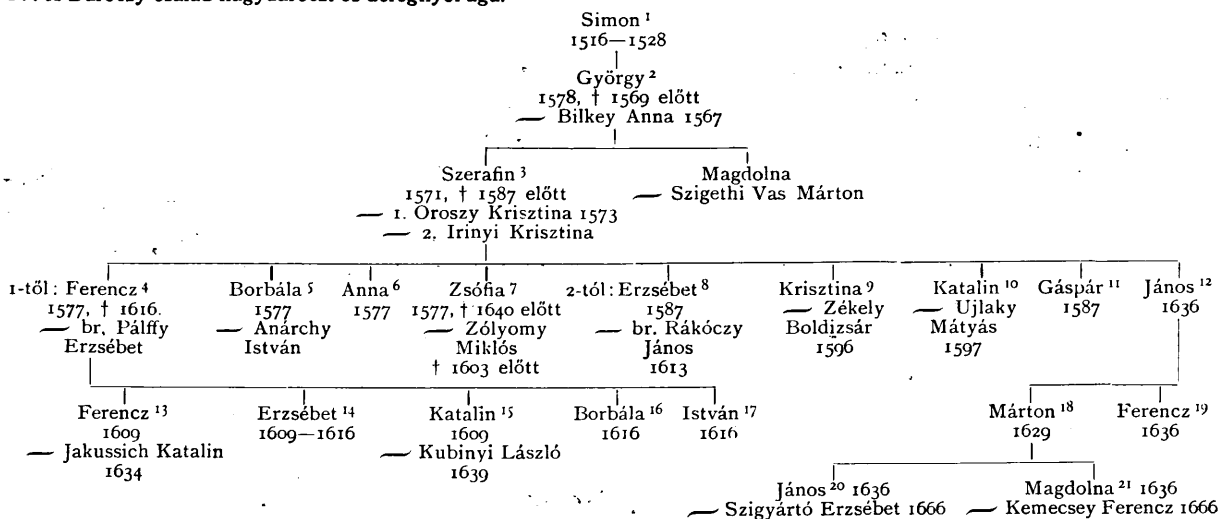 Simon ¹
1516—1528
György ²
1578, † 1569 előtt
— Bilkey Anna 1567
Szerafin ³
1571, † 1587 előtt
— 1. Oroszy Krisztina 1573
— 2. Irinyi Krisztina
Magdolna
— Szigethi Vas Márton
1-től: Ferencz ⁴
1577, † 1616.
— br. Pálffy
Erzsébet
Borbála ⁵
1577
— Anárchy
István
Anna ⁶
1577
Zsófia ⁷
1577, † 1640 előtt
— Zólyomy
Miklós
† 1603 előtt
2-tól: Erzsébet ⁸
1587
— br. Rákóczy
János
1613
Krisztina ⁹
— Zékely
Boldizsár
1596
Katalin ¹⁰
— Ujlaky
Mátyás
1597
Gáspár ¹¹
1587
János ¹²
1636
Ferencz ¹³
1609
— Jakussich Katalin
1634
Erzsébet ¹⁴
1609—1616
Katalin ¹⁵
1609
— Kubinyi László
1639
Borbála ¹⁶
1616
István ¹⁷
1616
Márton ¹⁸
1629
Ferencz ¹⁹
1636
János ²⁰ 1636
— Szigyártó Erzsébet 1666
Magdolna ²¹ 1636
— Kemecsey Ferencz 1666